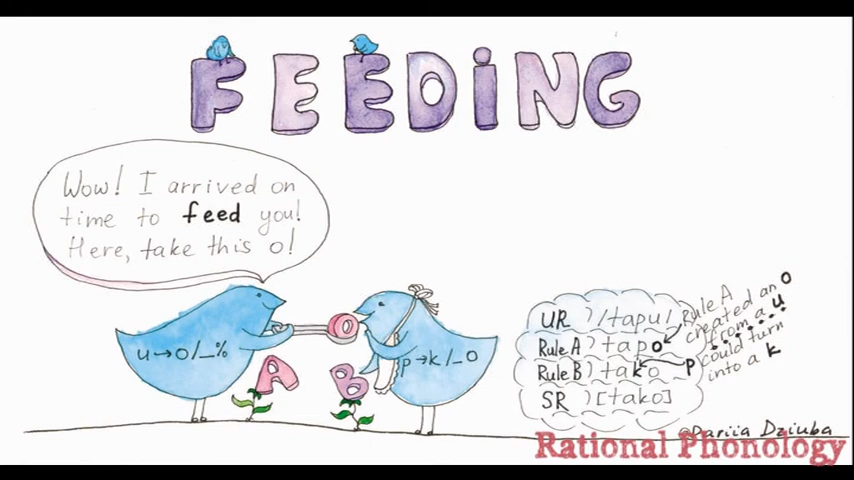 FEEDiNG
Wow! I arrived on
time to feed you!
Here, take this o!
u→o/_%
p→k/_o
A
B
UR )/tapu/
Rule A) tapo
Rule B) tako
SR )[tako]
Rule A
created an o
from a u
p could turn
into a k
©Dariia Dziuba
Rational Phonology